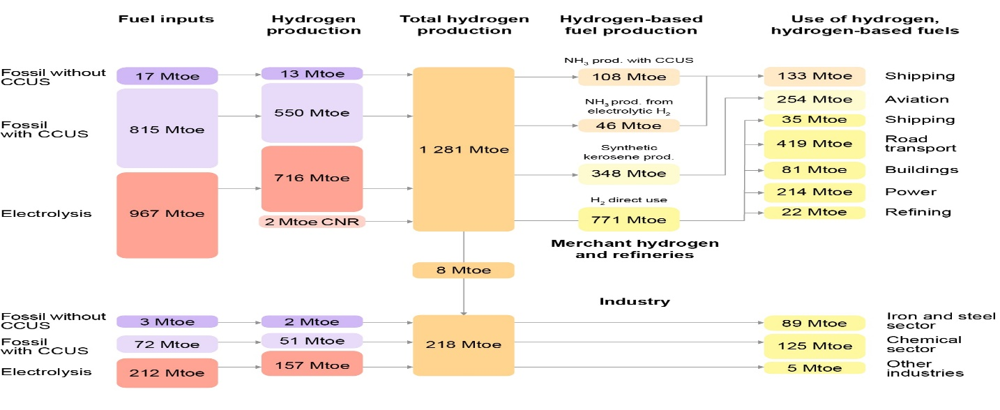 Fuel inputs
Hydrogen
production
Total hydrogen
production
Hydrogen-based
fuel production
Use of hydrogen,
hydrogen-based fuels
Fossil without
CCUS
17 Mtoe
13 Mtoe
Fossil
with CCUS
815 Mtoe
550 Mtoe
Electrolysis
967 Mtoe
716 Mtoe
2 Mtoe CNR
1 281 Mtoe
NH₃ prod. with CCUS
108 Mtoe
NH₃ prod. from
electrolytic H₂
46 Mtoe
Synthetic
kerosene prod.
348 Mtoe
H₂ direct use
771 Mtoe
133 Mtoe Shipping
254 Mtoe Aviation
35 Mtoe Shipping
419 Mtoe Road
transport
81 Mtoe Buildings
214 Mtoe Power
22 Mtoe Refining
Merchant hydrogen
and refineries
8 Mtoe
Industry
Fossil without
CCUS
3 Mtoe
2 Mtoe
Fossil
with CCUS
72 Mtoe
51 Mtoe
Electrolysis
212 Mtoe
157 Mtoe
218 Mtoe
89 Mtoe Iron and steel
sector
125 Mtoe Chemical
sector
5 Mtoe Other
industries